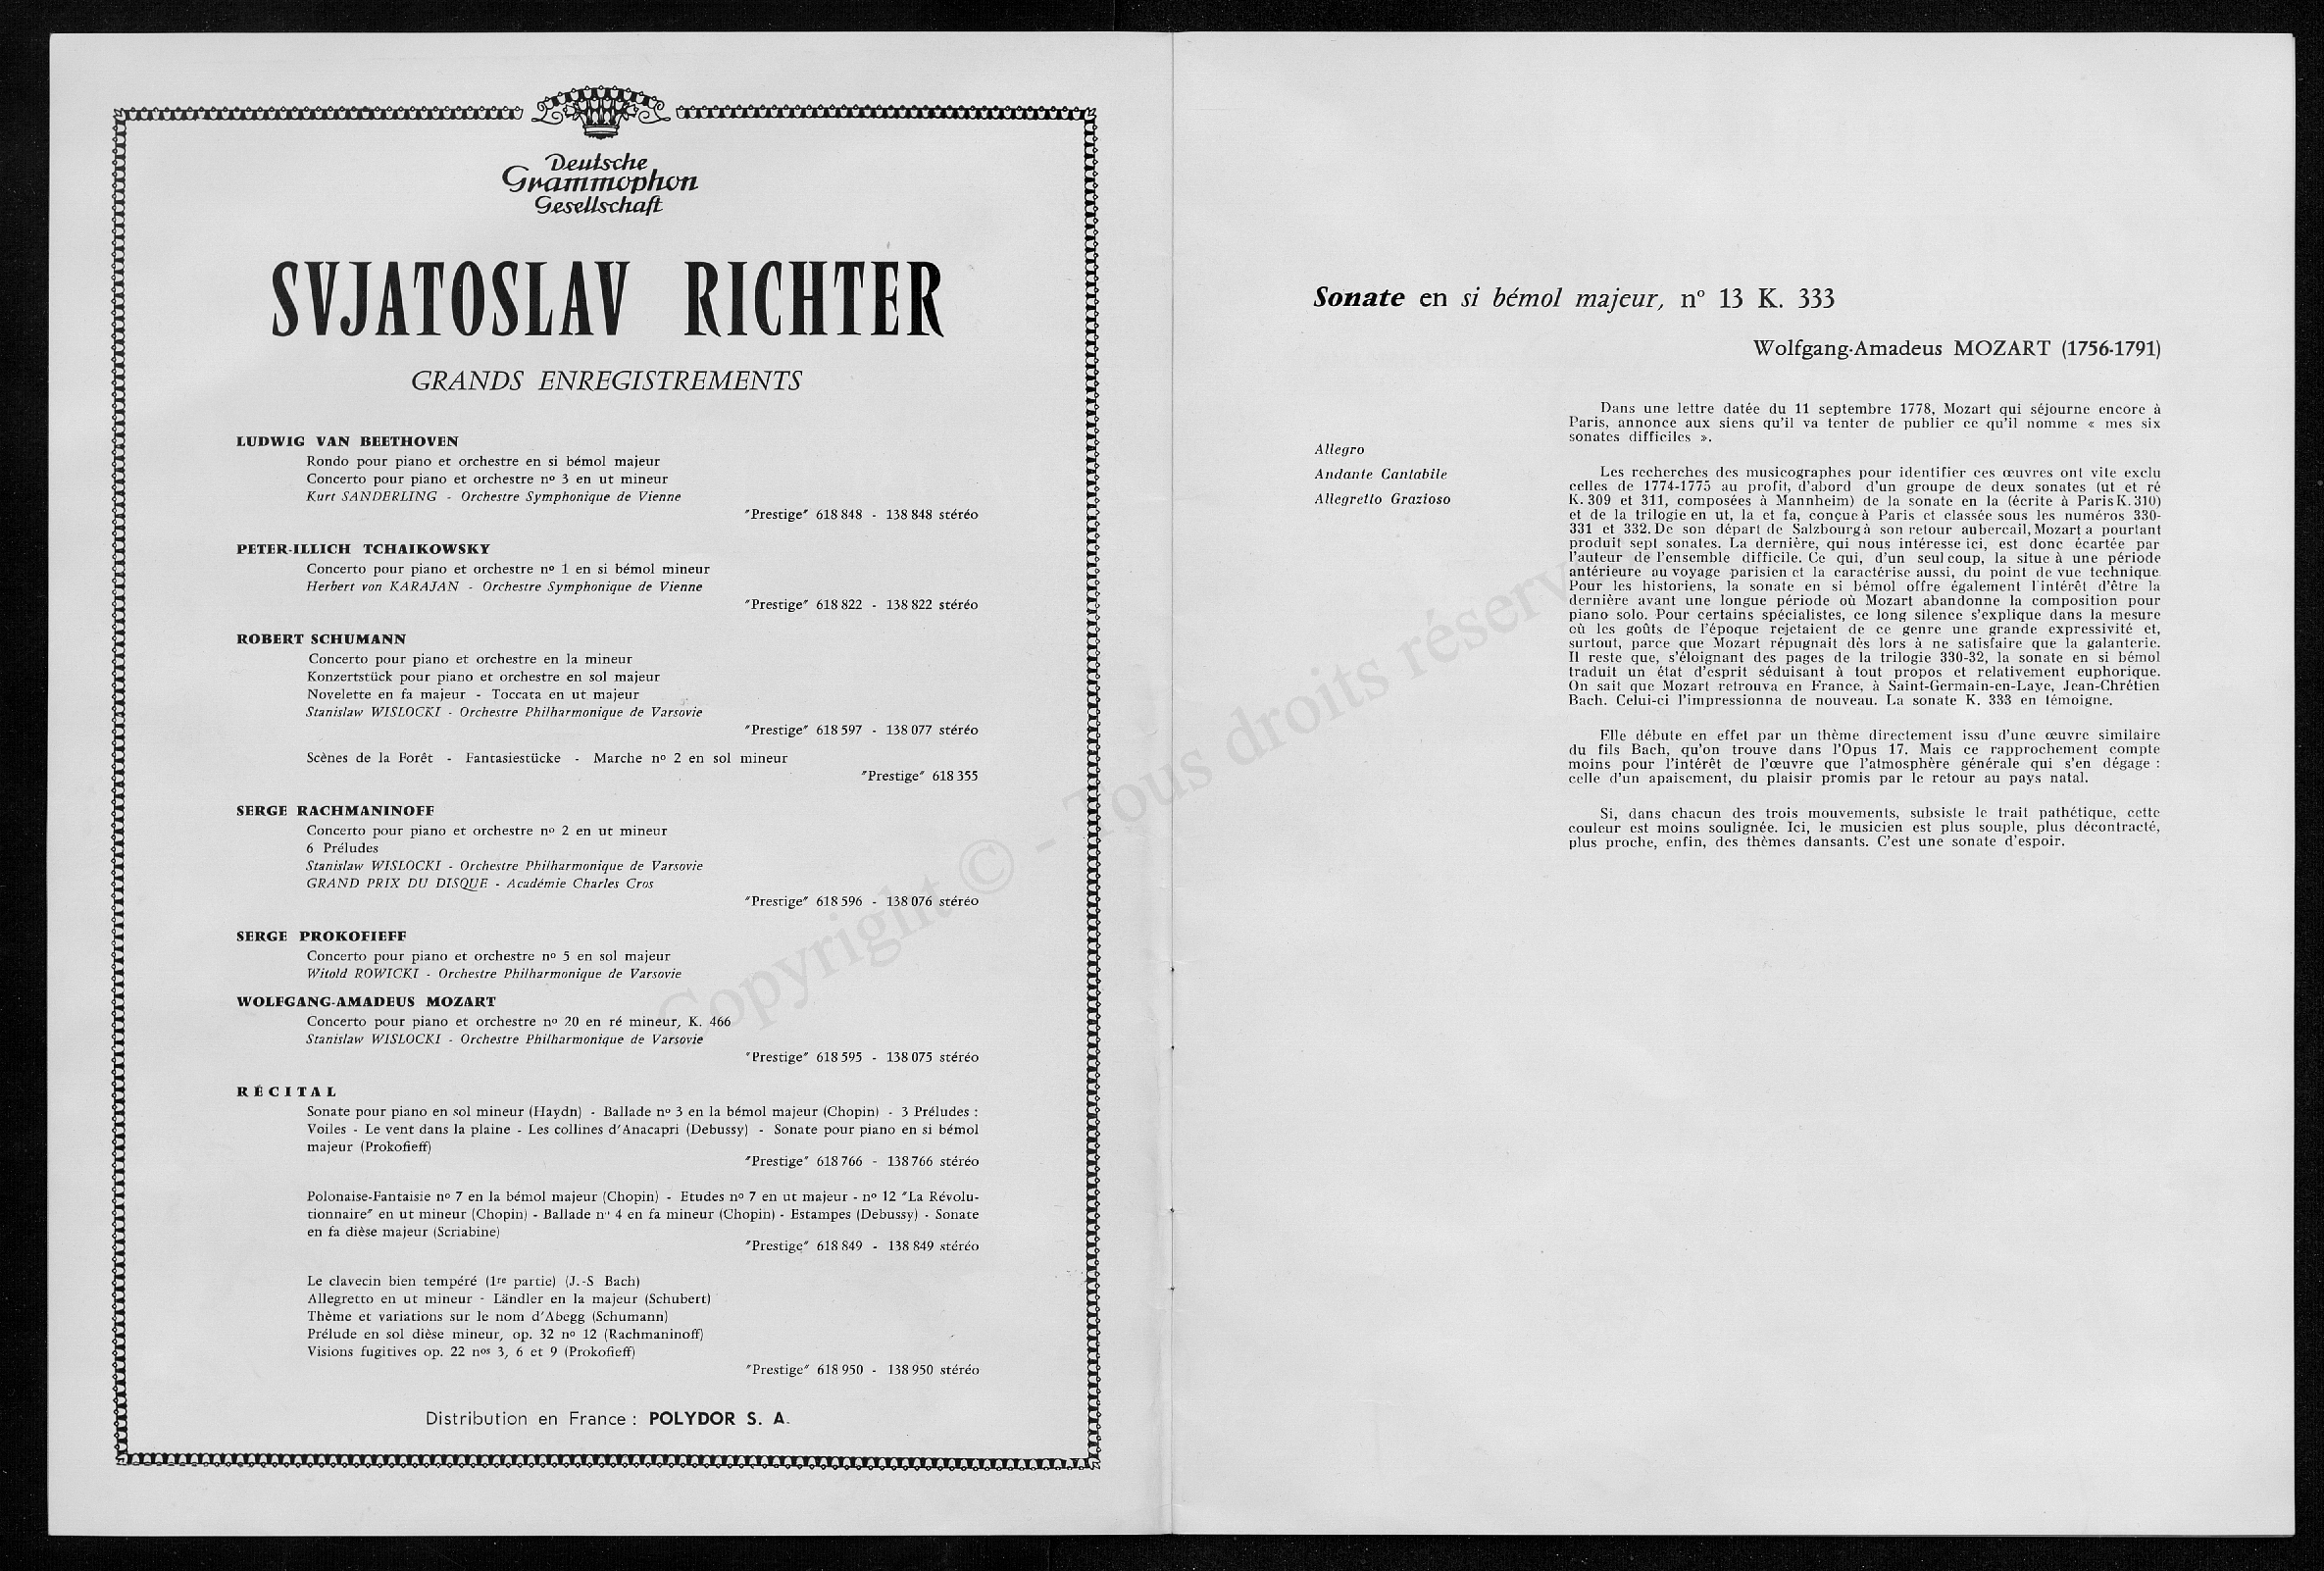 Deutsche
Grammophon
Gesellschaft
SVJATOSLAV RICHTER
GRANDS ENREGISTREMENTS
LUDWIG VAN BEETHOVEN
Rondo pour piano et orchestre en si bémol majeur
Concerto pour piano et orchestre nº 3 en ut mineur
Kurt SANDERLING - Orchestre Symphonique de Vienne
"Prestige" 618 848 - 138 848 stéréo
PETER-ILLICH TCHAIKOWSKY
Concerto pour piano et orchestre nº 1 en si bémol mineur
Herbert von KARAJAN - Orchestre Symphonique de Vienne
"Prestige" 618 822 - 138 822 stéréo
ROBERT SCHUMANN
Concerto pour piano et orchestre en la mineur
Konzertstück pour piano et orchestre en sol majeur
Novelette en fa majeur - Toccata en ut majeur
Stanislaw WISLOCKI - Orchestre Philharmonique de Varsovie
"Prestige" 618 597 - 138 077 stéréo
Scènes de la Forêt - Fantasiestücke - Marche nº 2 en sol mineur
"Prestige" 618 355
SERGE RACHMANINOFF
Concerto pour piano et orchestre nº 2 en ut mineur
6 Préludes
Stanislaw WISLOCKI - Orchestre Philharmonique de Varsovie
GRAND PRIX DU DISQUE - Académie Charles Cros
"Prestige" 618 596 - 138 076 stéréo
SERGE PROKOFIEFF
Concerto pour piano et orchestre nº 5 en sol majeur
Witold ROWICKI - Orchestre Philharmonique de Varsovie
WOLFGANG-AMADEUS MOZART
Concerto pour piano et orchestre nº 20 en ré mineur, K. 466
Stanislaw WISLOCKI - Orchestre Philharmonique de Varsovie
"Prestige" 618 595 - 138 075 stéréo
RÉCITAL
Sonate pour piano en sol mineur (Haydn) - Ballade nº 3 en la bémol majeur (Chopin) - 3 Préludes :
Voiles - Le vent dans la plaine - Les collines d'Anacapri (Debussy) - Sonate pour piano en si bémol
majeur (Prokofieff)
"Prestige" 618 766 - 138 766 stéréo
Polonaise-Fantaisie nº 7 en la bémol majeur (Chopin) - Etudes nº 7 en ut majeur - nº 12 "La Révolu-
tionnaire" en ut mineur (Chopin) - Ballade nº 4 en fa mineur (Chopin) - Estampes (Debussy) - Sonate
en fa dièse majeur (Scriabine)
"Prestige" 618 849 - 138 849 stéréo
Le clavecin bien tempéré (1re partie) (J.-S Bach)
Allegretto en ut mineur - Ländler en la majeur (Schubert)
Thème et variations sur le nom d'Abegg (Schumann)
Prélude en sol dièse mineur, op. 32 nº 12 (Rachmaninoff)
Visions fugitives op. 22 nos 3, 6 et 9 (Prokofieff)
"Prestige" 618 950 - 138 950 stéréo
Distribution en France : POLYDOR S. A.
Sonate en si bémol majeur, nº 13 K. 333
Wolfgang-Amadeus MOZART (1756-1791)
Allegro
Andante Cantabile
Allegretto Grazioso
Dans une lettre datée du 11 septembre 1778, Mozart qui séjourne encore à
Paris, annonce aux siens qu'il va tenter de publier ce qu'il nomme « mes six
sonates difficiles ».
Les recherches des musicographes pour identifier ces œuvres ont vite exclu
celles de 1774-1775 au profit, d'abord d'un groupe de deux sonates (ut et ré
K. 309 et 311, composées à Mannheim) de la sonate en la (écrite à Paris K. 310)
et de la trilogie en ut, la et fa, conçue à Paris et classée sous les numéros 330-
331 et 332. De son départ de Salzbourg à son retour au bercail, Mozart a pourtant
produit sept sonates. La dernière, qui nous intéresse ici, est donc écartée par
l'auteur de l'ensemble difficile. Ce qui, d'un seul coup, la situe à une période
antérieure au voyage parisien et la caractérise aussi, du point de vue technique.
Pour les historiens, la sonate en si bémol offre également l'intérêt d'être la
dernière avant une longue période où Mozart abandonne la composition pour
piano solo. Pour certains spécialistes, ce long silence s'explique dans la mesure
où les goûts de l'époque rejetaient de ce genre une grande expressivité et,
surtout, parce que Mozart répugnait dès lors à ne satisfaire que la galanterie.
Il reste que, s'éloignant des pages de la trilogie 330-32, la sonate en si bémol
traduit un état d'esprit séduisant à tout propos et relativement euphorique.
On sait que Mozart retrouva en France, à Saint-Germain-en-Laye, Jean-Chrétien
Bach. Celui-ci l'impressionna de nouveau. La sonate K. 333 en témoigne.
Elle débute en effet par un thème directement issu d'une œuvre similaire
du fils Bach, qu'on trouve dans l'Opus 17. Mais ce rapprochement compte
moins pour l'intérêt de l'œuvre que l'atmosphère générale qui s'en dégage :
celle d'un apaisement, du plaisir promis par le retour au pays natal.
Si, dans chacun des trois mouvements, subsiste le trait pathétique, cette
couleur est moins soulignée. Ici, le musicien est plus souple, plus décontracté,
plus proche, enfin, des thèmes dansants. C'est une sonate d'espoir.
Copyright © - Tous droits